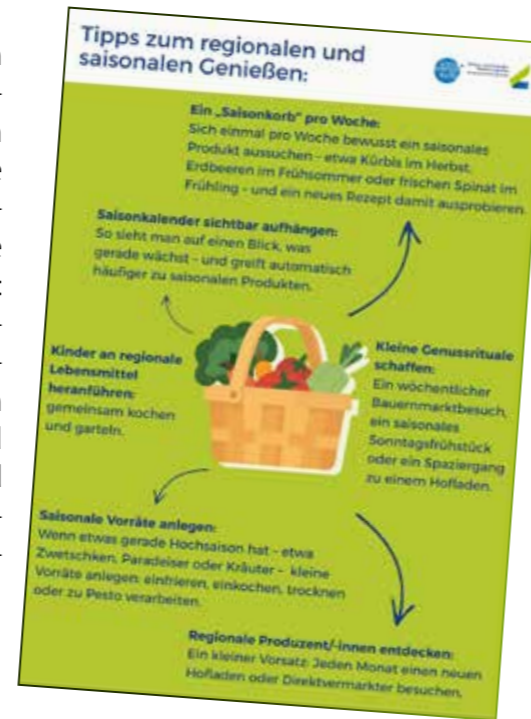 Tipps zum regionalen und
saisonalen Genießen:
Ein „Saisonkorb" pro Woche:
Sich einmal pro Woche bewusst ein saisonales
Produkt aussuchen – etwa Kürbis im Herbst,
Erdbeeren im Frühsommer oder frischen Spinat im
Frühling – und ein neues Rezept damit ausprobieren.
Saisonkalender sichtbar aufhängen:
So sieht man auf einen Blick, was
gerade wächst – und greift automatisch
häufiger zu saisonalen Produkten.
Kinder an regionale
Lebensmittel
heranführen:
gemeinsam kochen
und garteln.
Kleine Genussrituale
schaffen:
Ein wöchentlicher
Bauernmarktbesuch,
ein saisonales
Sonntagsfrühstück
oder ein Spaziergang
zu einem Hofladen.
Saisonale Vorräte anlegen:
Wenn etwas gerade Hochsaison hat – etwa
Zwetschken, Paradeiser oder Kräuter – kleine
Vorräte anlegen: einfrieren, einkochen, trocknen
oder zu Pesto verarbeiten.
Regionale Produzent/-innen entdecken:
Ein kleiner Vorsatz: Jeden Monat einen neuen
Hofladen oder Direktvermarkter besuchen.